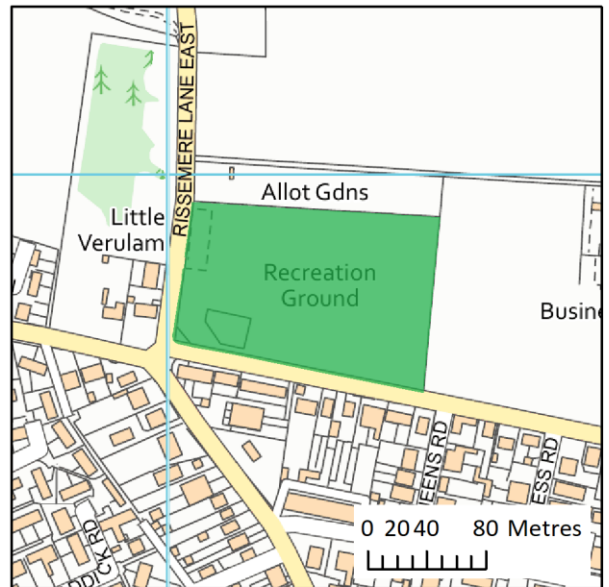 RISSEMERE LANE EAST
Allot Gdns
Little
Verulam
Recreation
Ground
Busine
EENS RD
ESS RD
DDICK RD
0 20 40 80 Metres